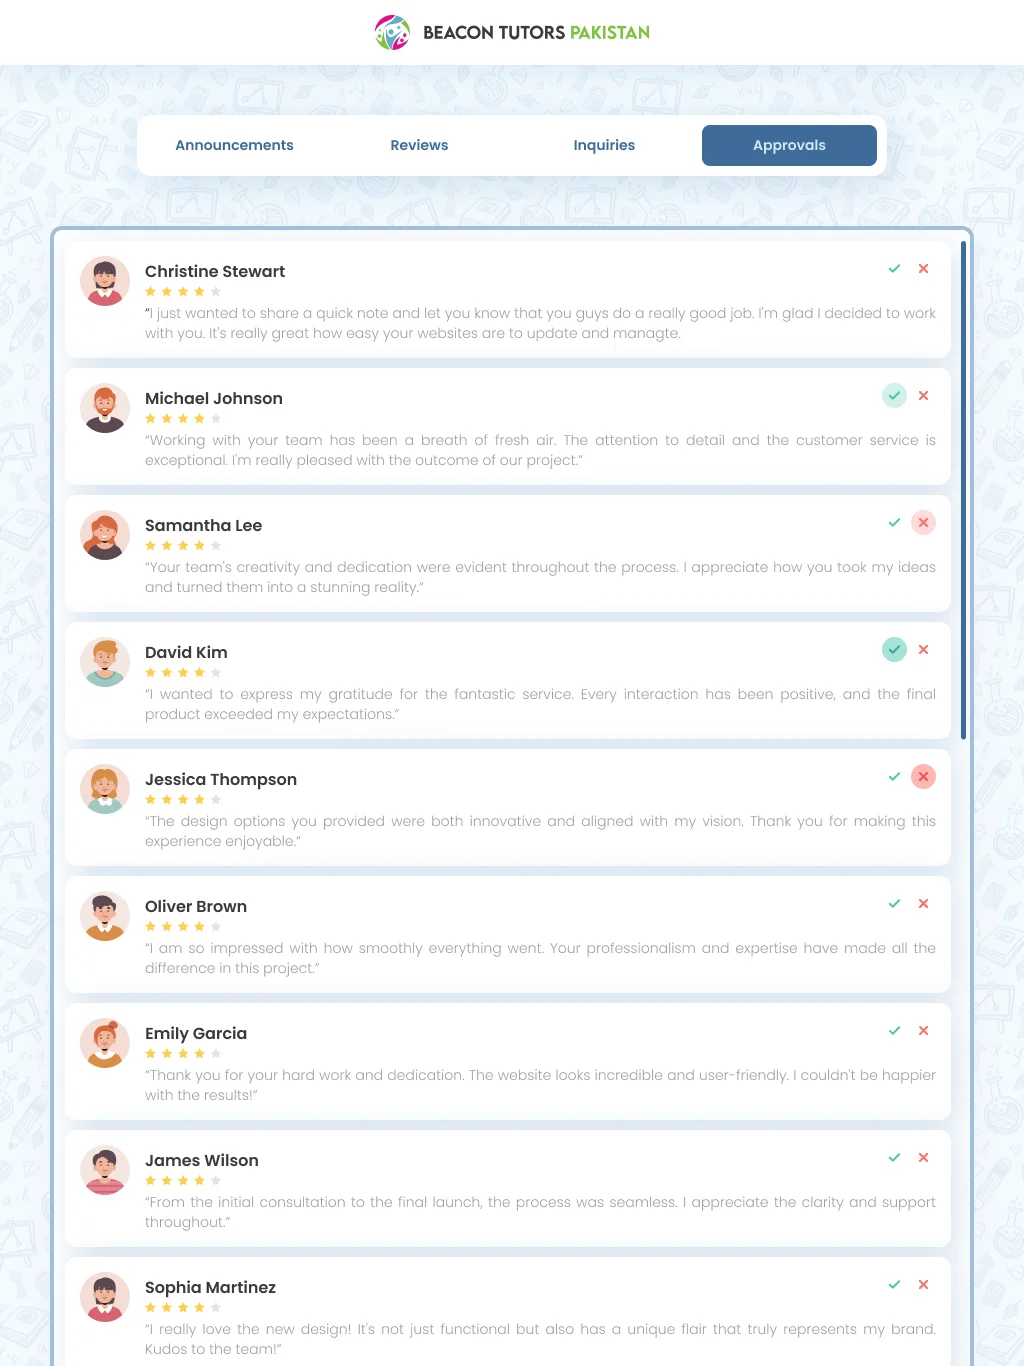 BEACON TUTORS PAKISTAN
Announcements
Reviews
Inquiries
Approvals
Christine Stewart
“I just wanted to share a quick note and let you know that you guys do a really good job. I'm glad I decided to work
with you. It's really great how easy your websites are to update and managte.
Michael Johnson
“Working with your team has been a breath of fresh air. The attention to detail and the customer service is
exceptional. I'm really pleased with the outcome of our project.”
Samantha Lee
“Your team's creativity and dedication were evident throughout the process. I appreciate how you took my ideas
and turned them into a stunning reality.”
David Kim
“I wanted to express my gratitude for the fantastic service. Every interaction has been positive, and the final
product exceeded my expectations.”
Jessica Thompson
“The design options you provided were both innovative and aligned with my vision. Thank you for making this
experience enjoyable.”
Oliver Brown
“I am so impressed with how smoothly everything went. Your professionalism and expertise have made all the
difference in this project.”
Emily Garcia
“Thank you for your hard work and dedication. The website looks incredible and user-friendly. I couldn't be happier
with the results!”
James Wilson
“From the initial consultation to the final launch, the process was seamless. I appreciate the clarity and support
throughout.”
Sophia Martinez
“I really love the new design! It's not just functional but also has a unique flair that truly represents my brand.
Kudos to the team!”